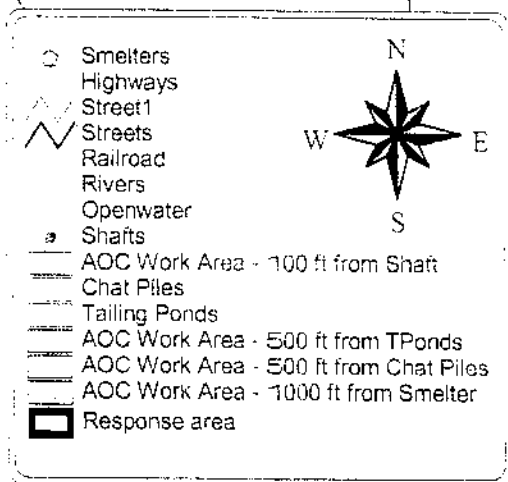 Smelters
Highways
Street1
Streets
Railroad
Rivers
Openwater
Shafts
AOC Work Area - 100 ft from Shaft
Chat Piles
Tailing Ponds
AOC Work Area - 500 ft from TPonds
AOC Work Area - 500 ft from Chat Piles
AOC Work Area - 1000 ft from Smelter
Response area
N
W
E
S